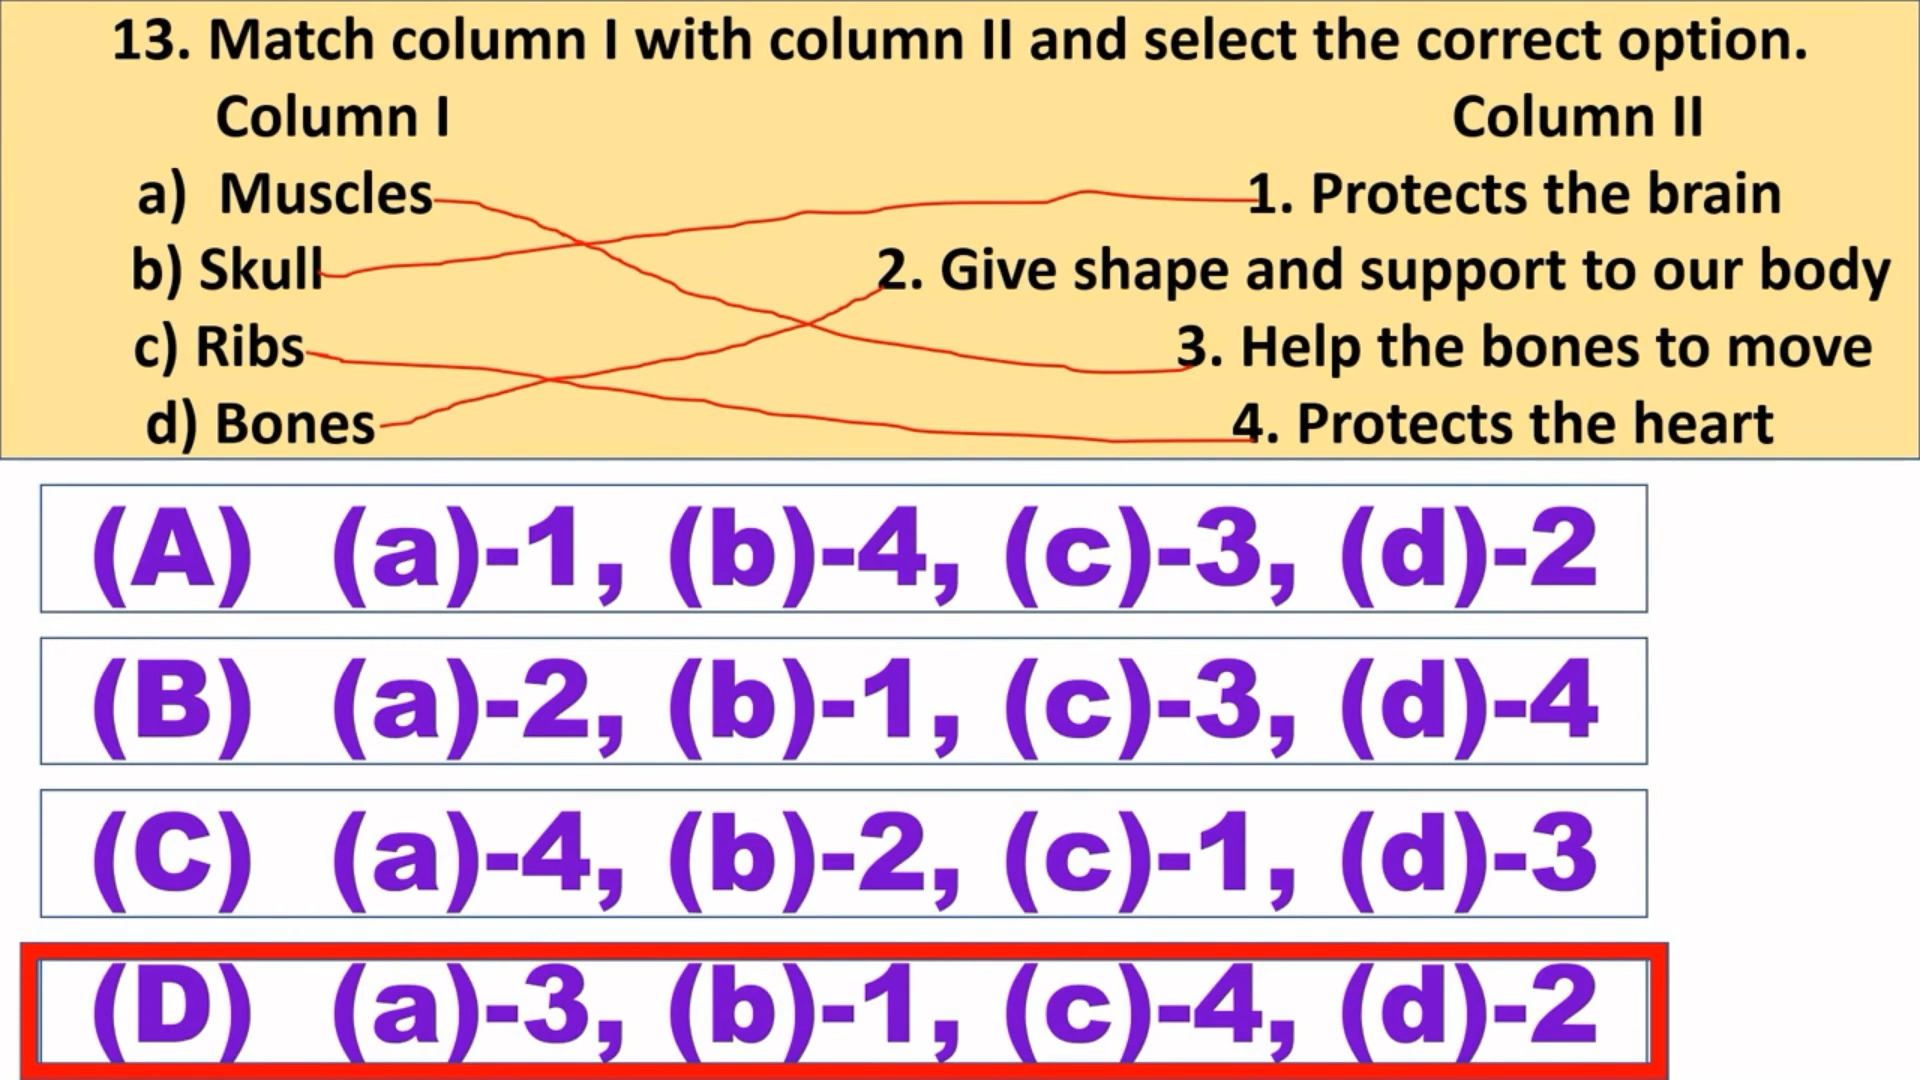 13. Match column I with column II and select the correct option.
Column I Column II
a) Muscles 1. Protects the brain
b) Skull 2. Give shape and support to our body
c) Ribs 3. Help the bones to move
d) Bones 4. Protects the heart
(A) (a)-1, (b)-4, (c)-3, (d)-2
(B) (a)-2, (b)-1, (c)-3, (d)-4
(C) (a)-4, (b)-2, (c)-1, (d)-3
(D) (a)-3, (b)-1, (c)-4, (d)-2